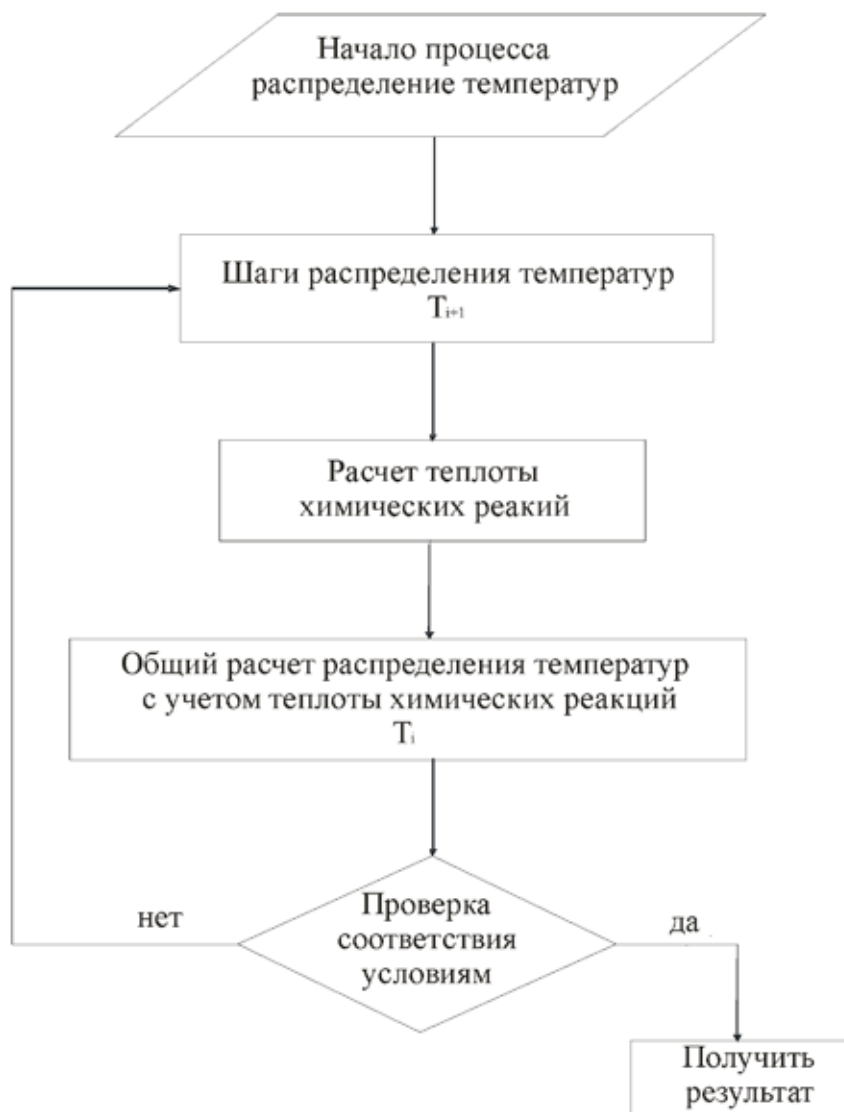 Начало процесса
распределение температур
Шаги распределения температур
Tᵢ₊₁
Расчет теплоты
химических реакий
Общий расчет распределения температур
с учетом теплоты химических реакций
Tᵢ
Проверка
соответствия
условиям
нет
да
Получить
результат